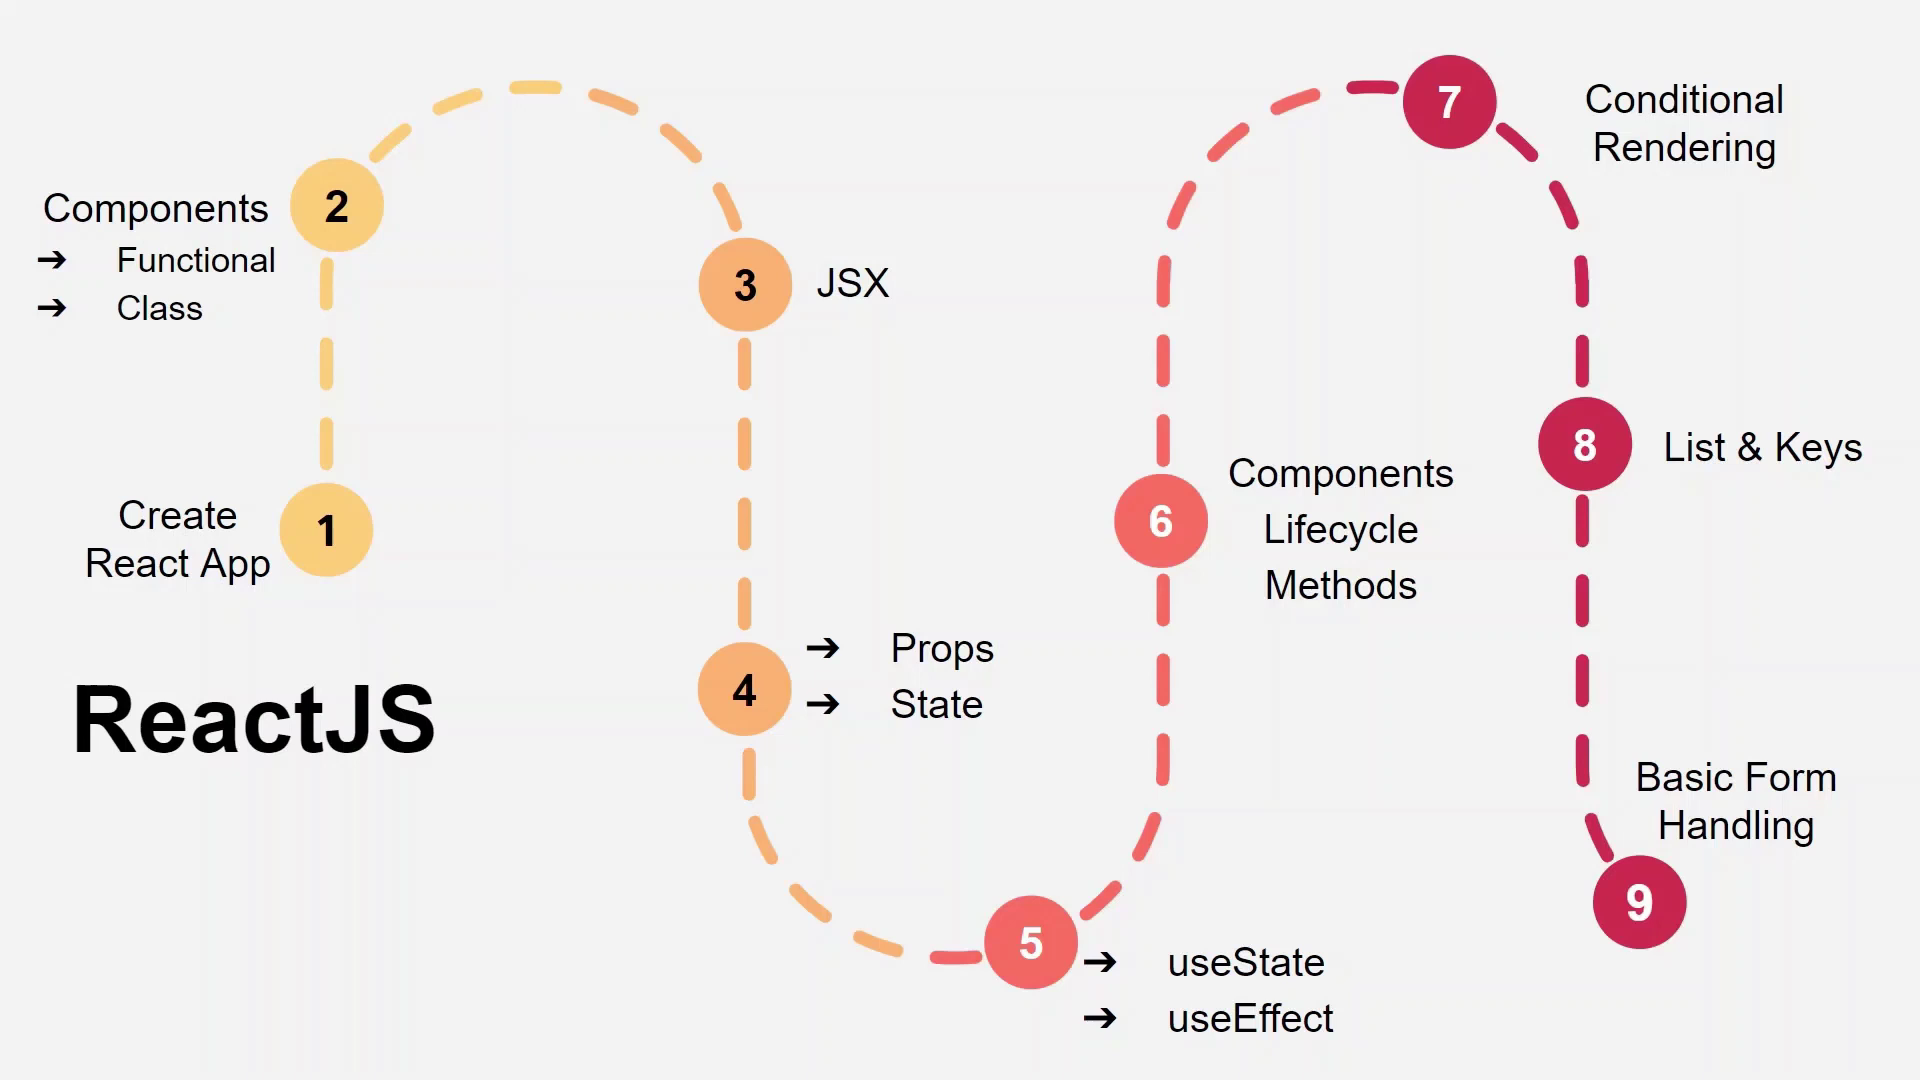 ReactJS
1
Create
React App
2
Components
➔ Functional
➔ Class
3
JSX
4
➔ Props
➔ State
5
➔ useState
➔ useEffect
6
Components
Lifecycle
Methods
7
Conditional
Rendering
8
List & Keys
9
Basic Form
Handling